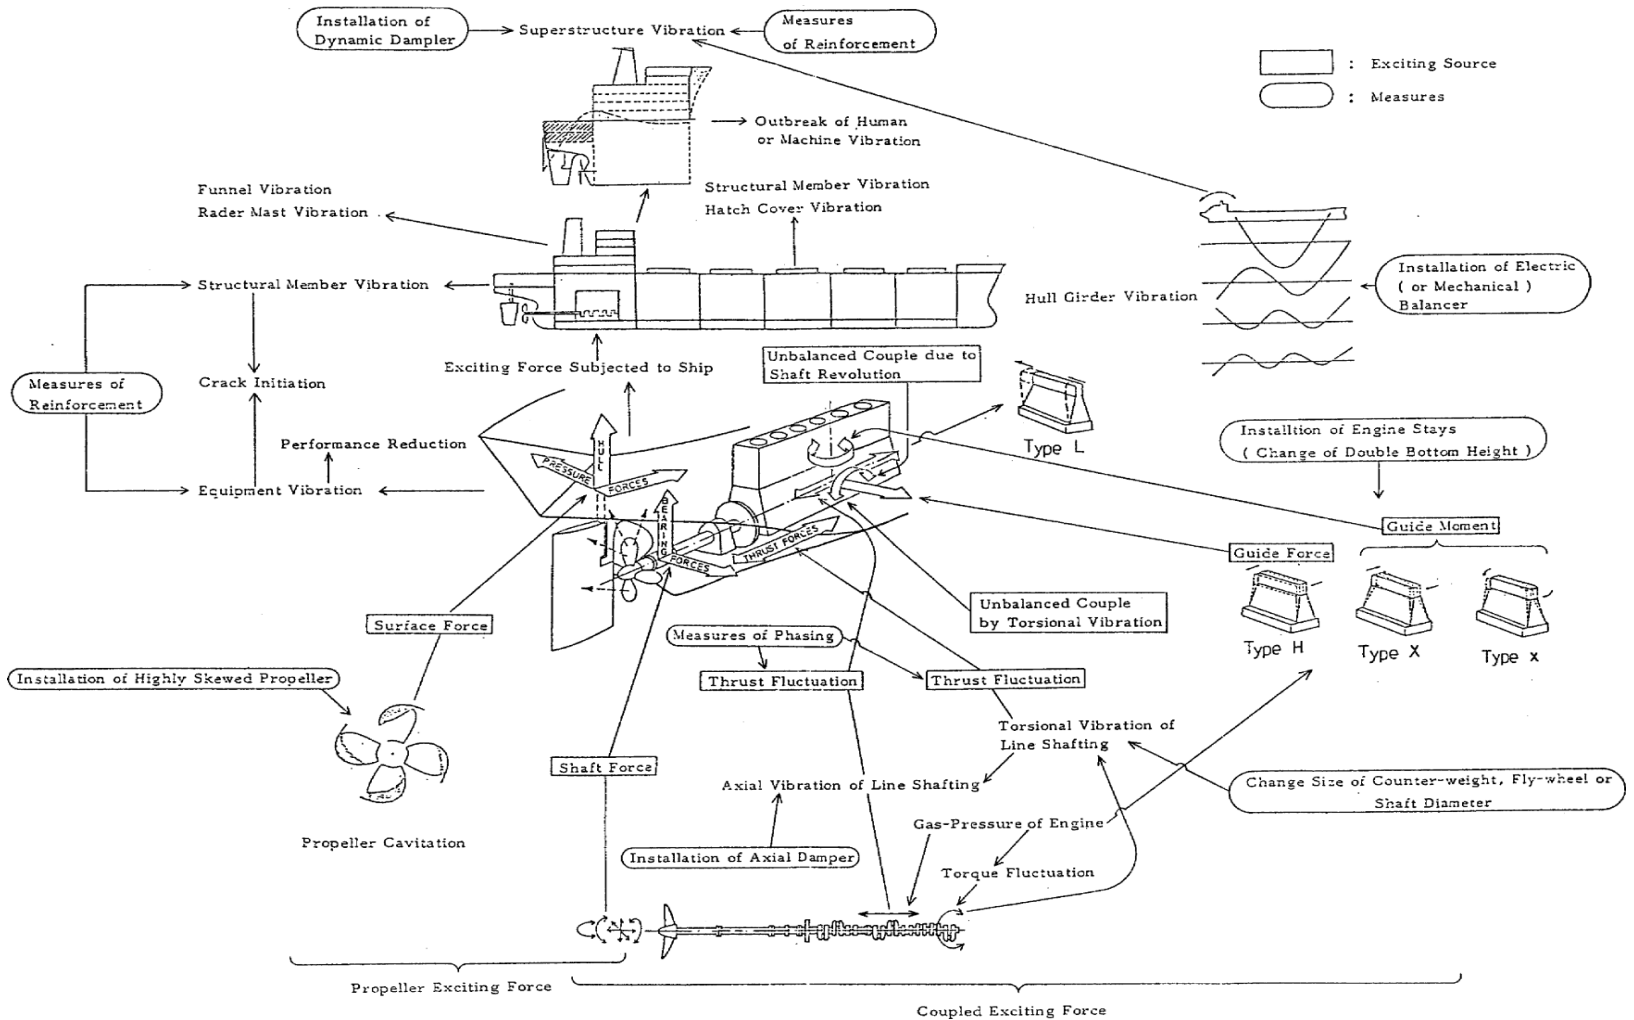 Installation of
Dynamic Dampler
Superstructure Vibration
Measures
of Reinforcement
: Exciting Source
: Measures
Outbreak of Human
or Machine Vibration
Funnel Vibration
Rader Mast Vibration
Structural Member Vibration
Hatch Cover Vibration
Structural Member Vibration
Hull Girder Vibration
Installation of Electric
( or Mechanical )
Balancer
Exciting Force Subjected to Ship
Unbalanced Couple due to
Shaft Revolution
Measures of
Reinforcement
Crack Initiation
Performance Reduction
Equipment Vibration
HULL
PRESSURE
FORCES
BEARING
FORCES
THRUST FORCES
Type L
Installtion of Engine Stays
( Change of Double Bottom Height )
Guide Moment
Guide Force
Type H
Type X
Type x
Surface Force
Unbalanced Couple
by Torsional Vibration
Measures of Phasing
Thrust Fluctuation
Thrust Fluctuation
Installation of Highly Skewed Propeller
Torsional Vibration of
Line Shafting
Shaft Force
Axial Vibration of Line Shafting
Change Size of Counter-weight, Fly-wheel or
Shaft Diameter
Propeller Cavitation
Gas-Pressure of Engine
Installation of Axial Damper
Torque Fluctuation
Propeller Exciting Force
Coupled Exciting Force